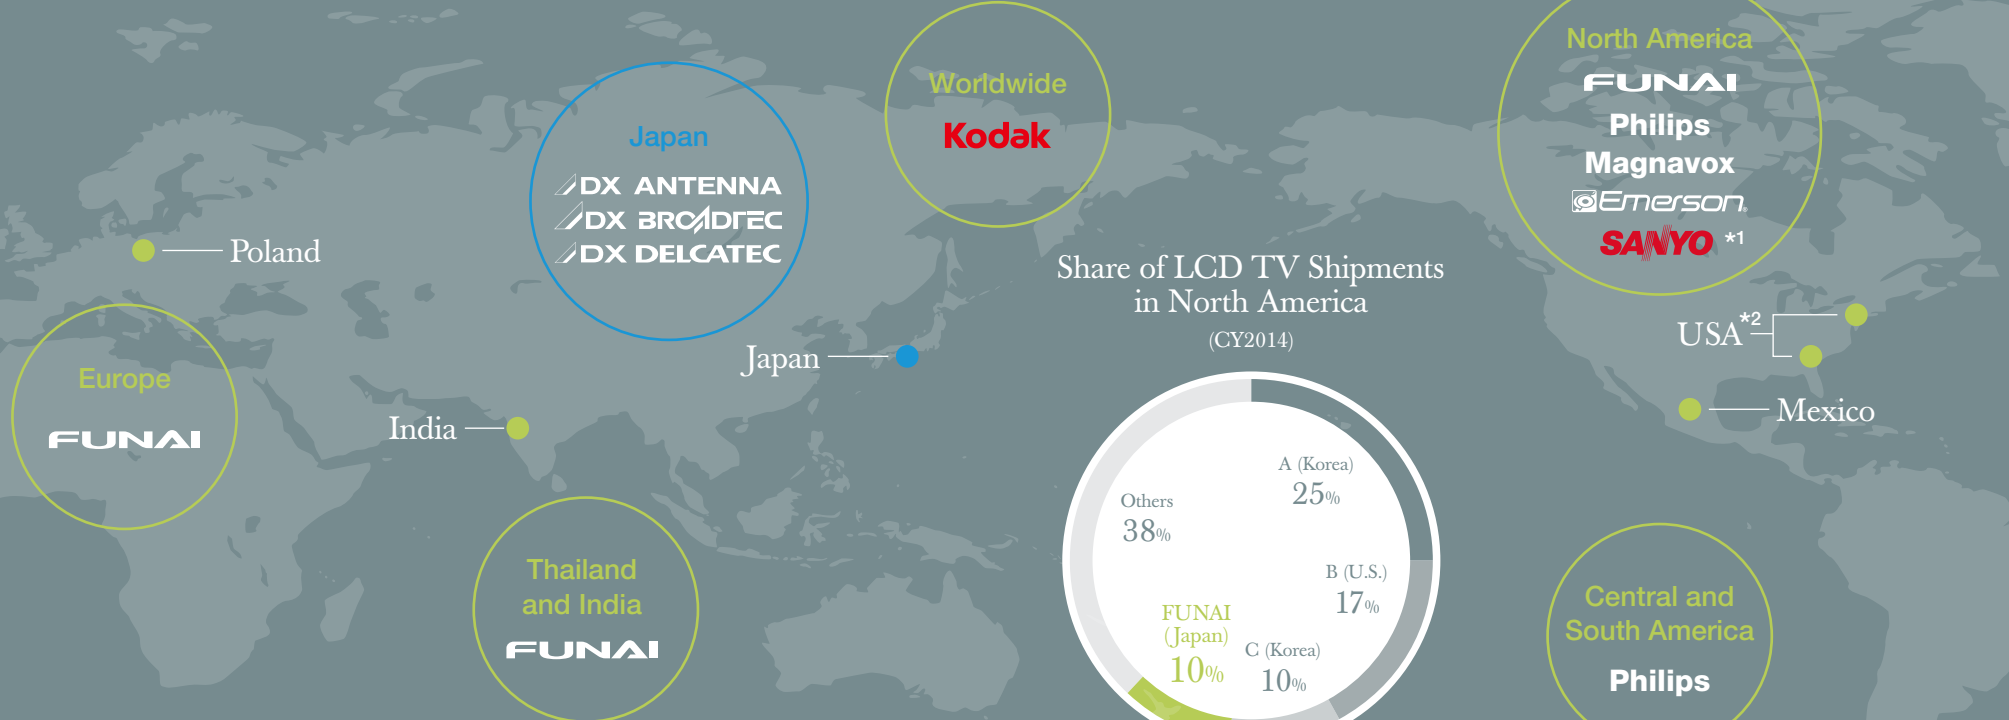 North America
FUNAI
Philips
Magnavox
Emerson
SANYO *1
Worldwide
Kodak
Japan
DX ANTENNA
DX BROADTEC
DX DELCATEC
Poland
Share of LCD TV Shipments
in North America
(CY2014)
USA*2
Japan
Europe
FUNAI
India
Mexico
A (Korea)
25%
Others
38%
B (U.S.)
17%
FUNAI
(Japan)
10%
C (Korea)
10%
Thailand
and India
FUNAI
Central and
South America
Philips